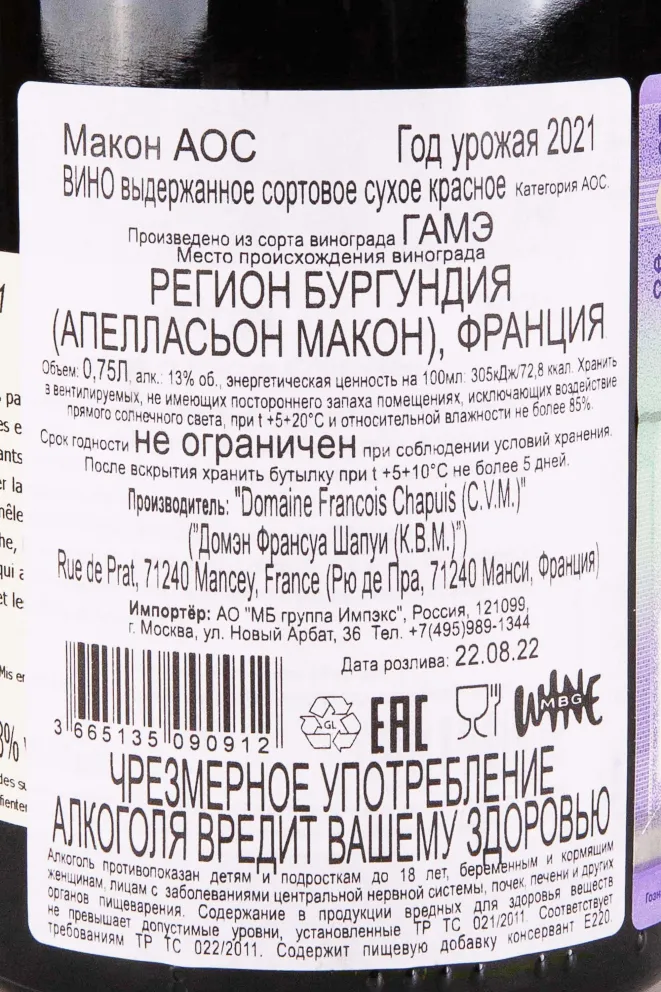 Макон АОС Год урожая 2021
ВИНО выдержанное сортовое сухое красное Категория АОС.
Произведено из сорта винограда ГАМЭ
Место происхождения винограда
РЕГИОН БУРГУНДИЯ
(АПЕЛЛАСЬОН МАКОН), ФРАНЦИЯ
Объем: 0,75Л, алк.: 13% об., энергетическая ценность на 100мл: 305кДж/72,8 ккал. Хранить
в вентилируемых, не имеющих постороннего запаха помещениях, исключающих воздействие
прямого солнечного света, при t +5+20°C и относительной влажности не более 85%.
Срок годности не ограничен при соблюдении условий хранения.
После вскрытия хранить бутылку при t +5+10°C не более 5 дней.
Производитель: "Domaine Francois Chapuis (C.V.M.)"
("Домэн Франсуа Шапуи (К.В.М.)")
Rue de Prat, 71240 Mancey, France (Рю де Пра, 71240 Манси, Франция)
Импортёр: АО "МБ группа Импэкс", Россия, 121099,
г. Москва, ул. Новый Арбат, 36 Тел. +7(495)989-1344
Дата розлива: 22.08.22
3 665135 090912
GL
EAC
WINE
MBG
ЧРЕЗМЕРНОЕ УПОТРЕБЛЕНИЕ
АЛКОГОЛЯ ВРЕДИТ ВАШЕМУ ЗДОРОВЬЮ
Алкоголь противопоказан детям и подросткам до 18 лет, беременным и кормящим
женщинам, лицам с заболеваниями центральной нервной системы, почек, печени и других
органов пищеварения. Содержание в продукции вредных для здоровья веществ
не превышает допустимые уровни, установленные ТР ТС 021/2011. Соответствует
требованиям ТР ТС 022/2011. Содержит пищевую добавку консервант Е220.